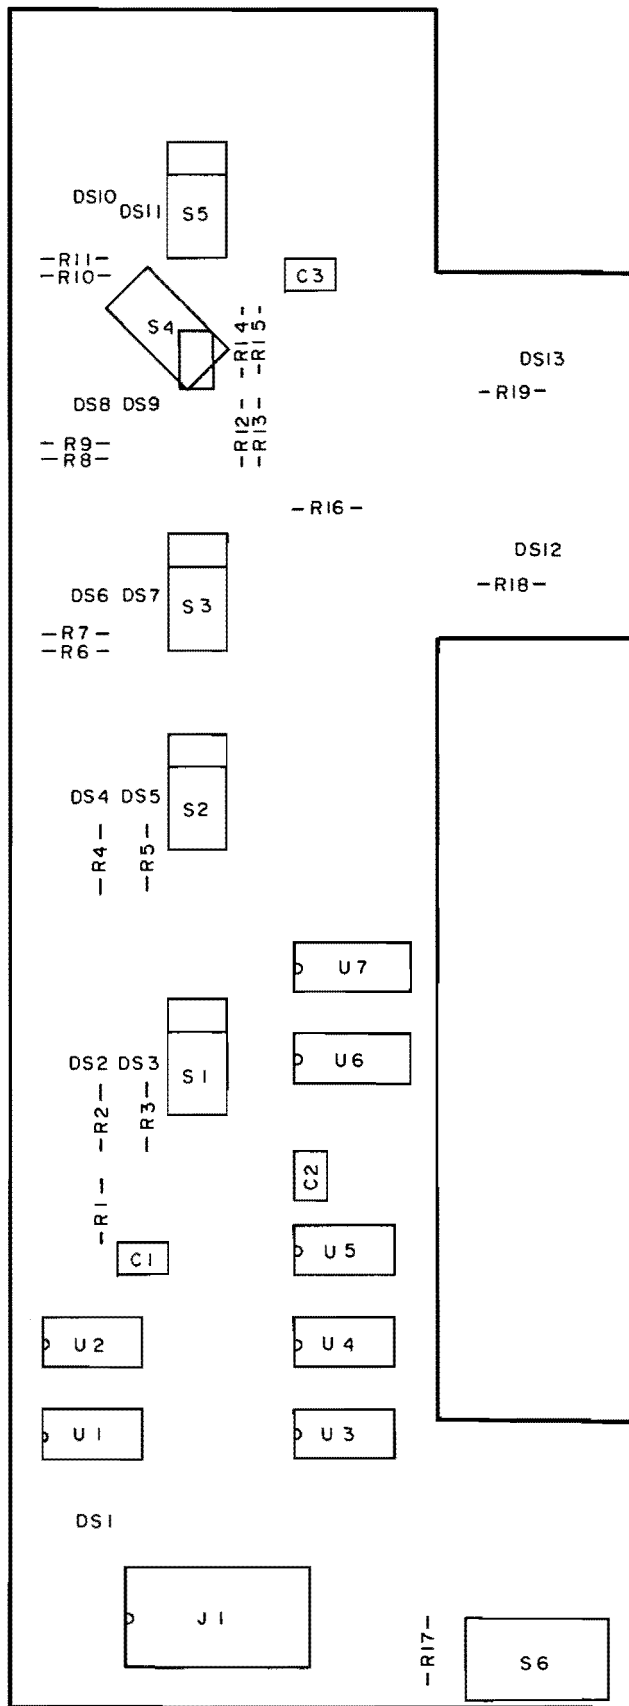 DS10
DS11 S5
R11
R10
C3
S4
R14
R15
DS13
R19
DS8 DS9
R12
R13
R9
R8
R16
DS12
R18
DS6 DS7 S3
R7
R6
DS4 DS5 S2
R4
R5
U7
U6
DS2 DS3 S1
R2
R3
C2
R1
C1
U5
U2 U4
U1 U3
DS1
J1
R17
S6